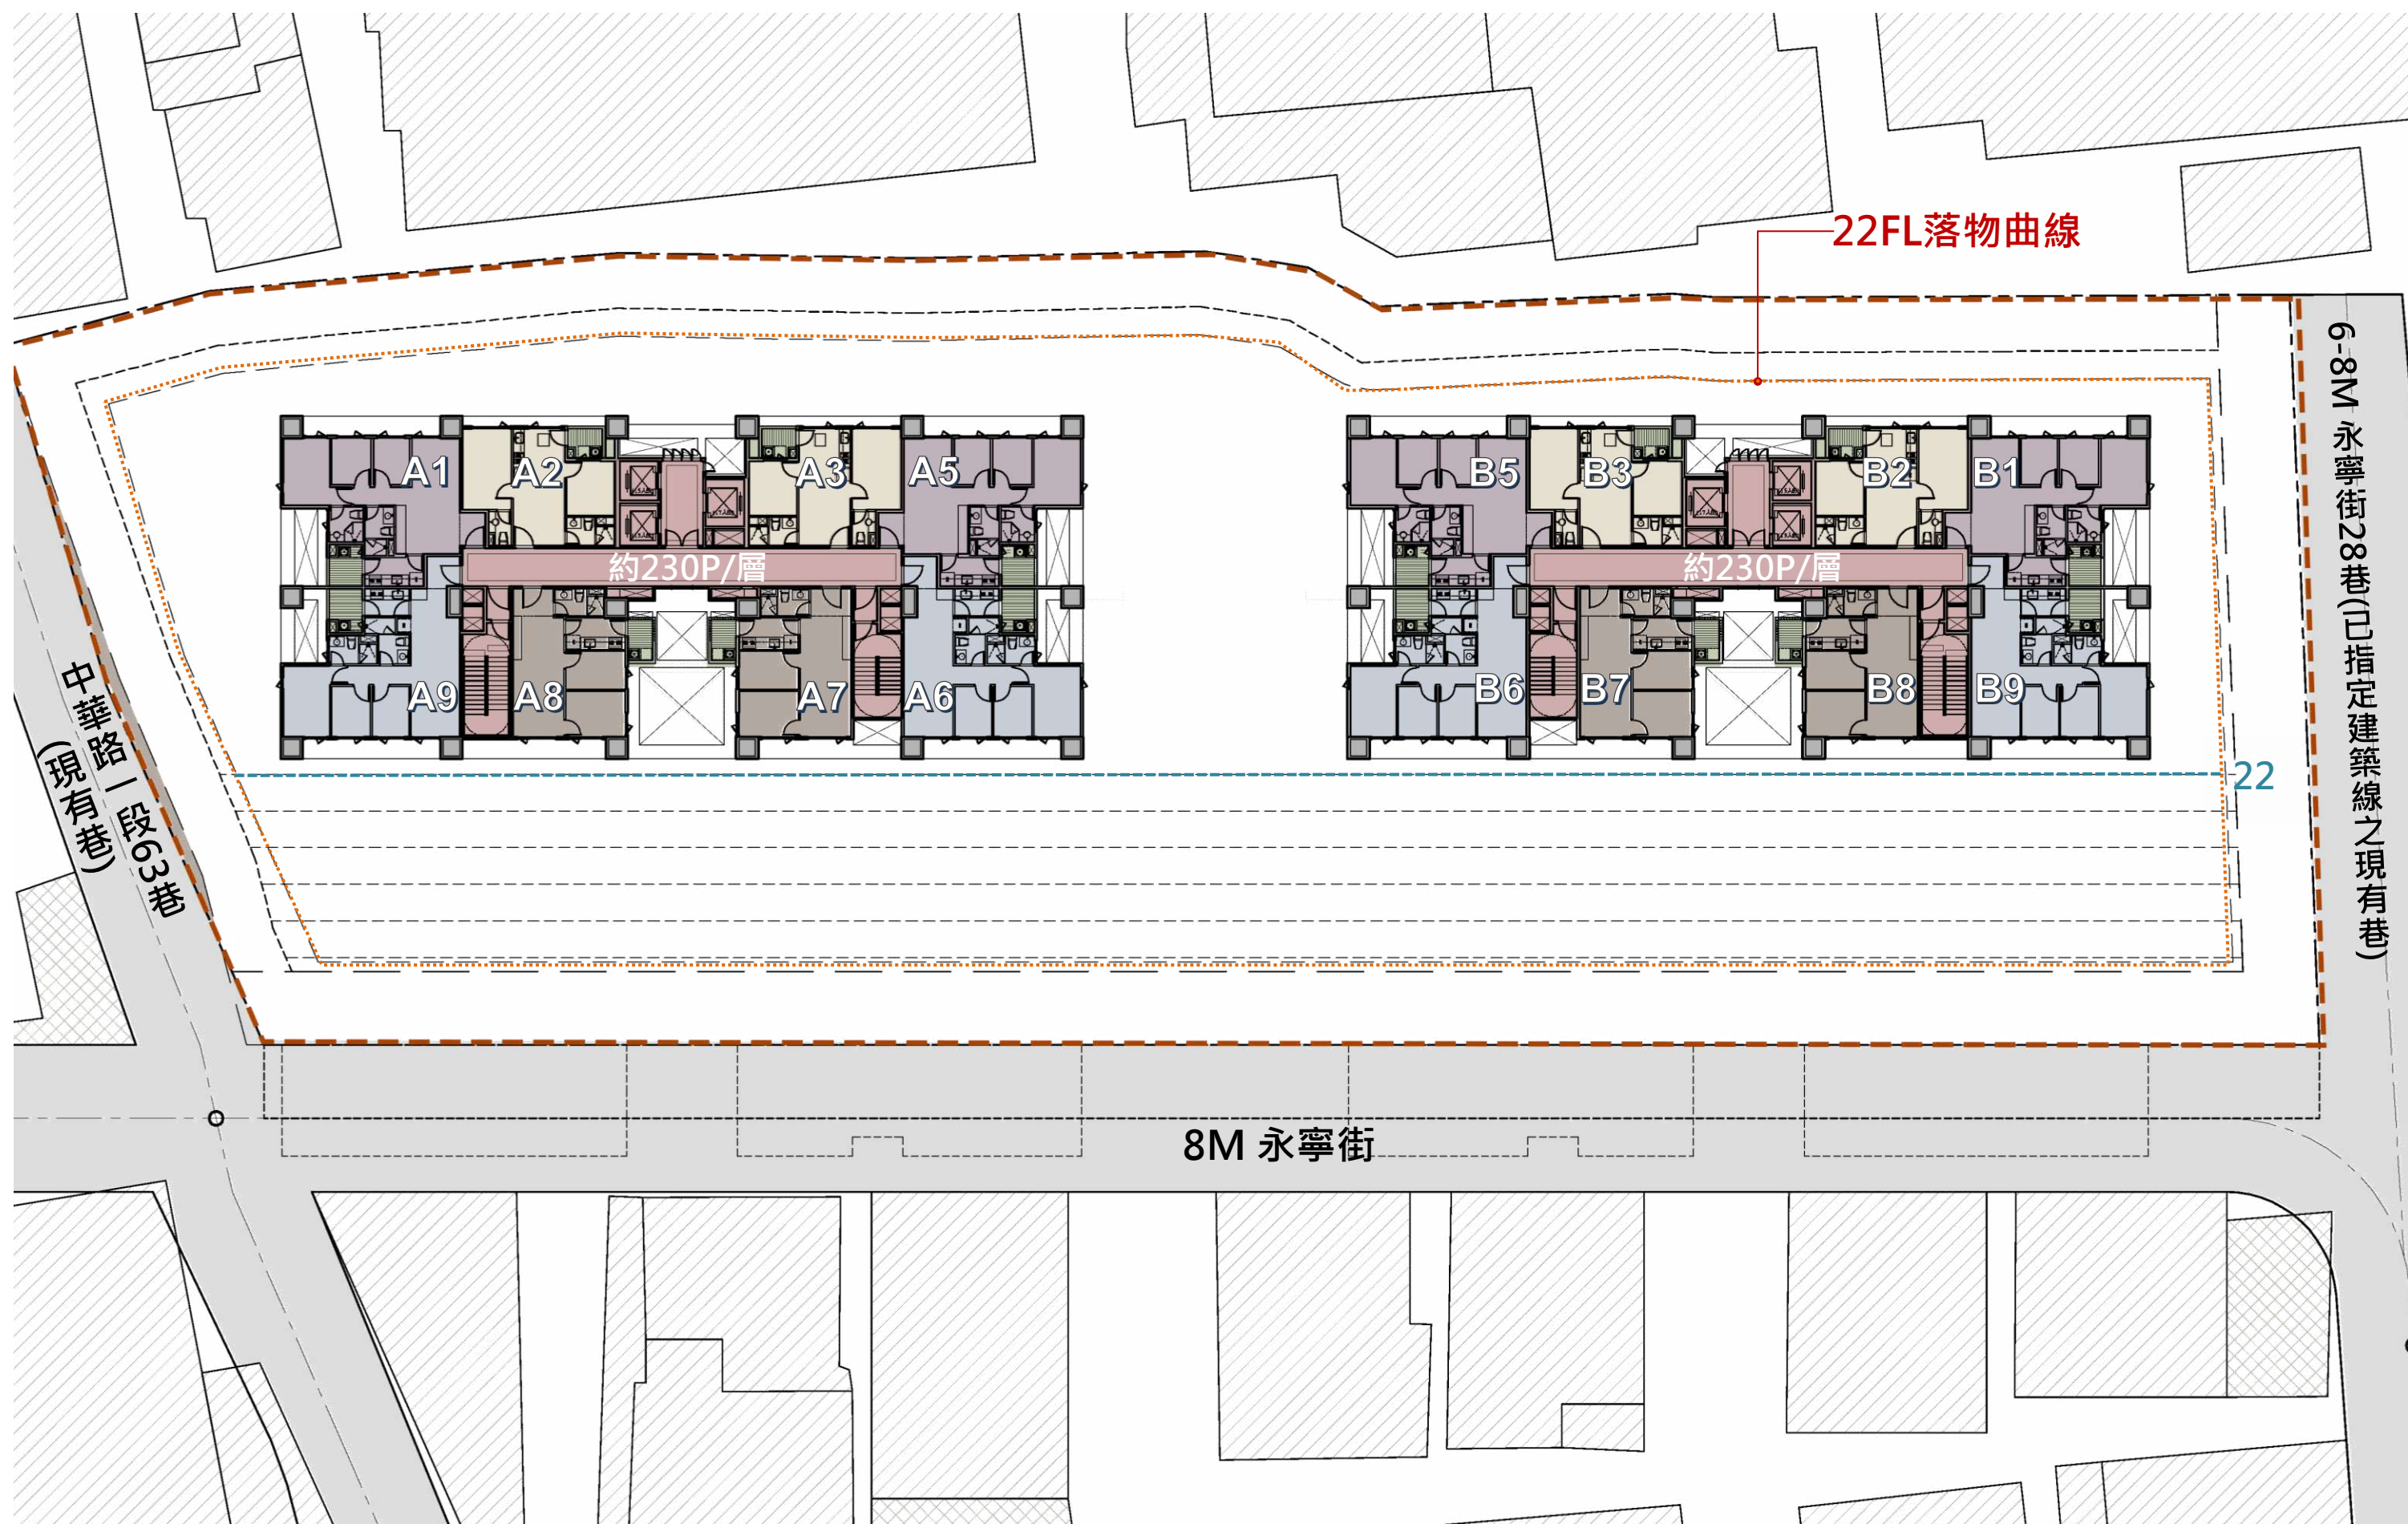 22FL落物曲線
A1
A2
A3
A5
B5
B3
B2
B1
約230P/層
約230P/層
A9
A8
A7
A6
B6
B7
B8
B9
22
中華路一段63巷
(現有巷)
6-8M 永寧街28巷(已指定建築線之現有巷)
8M 永寧街